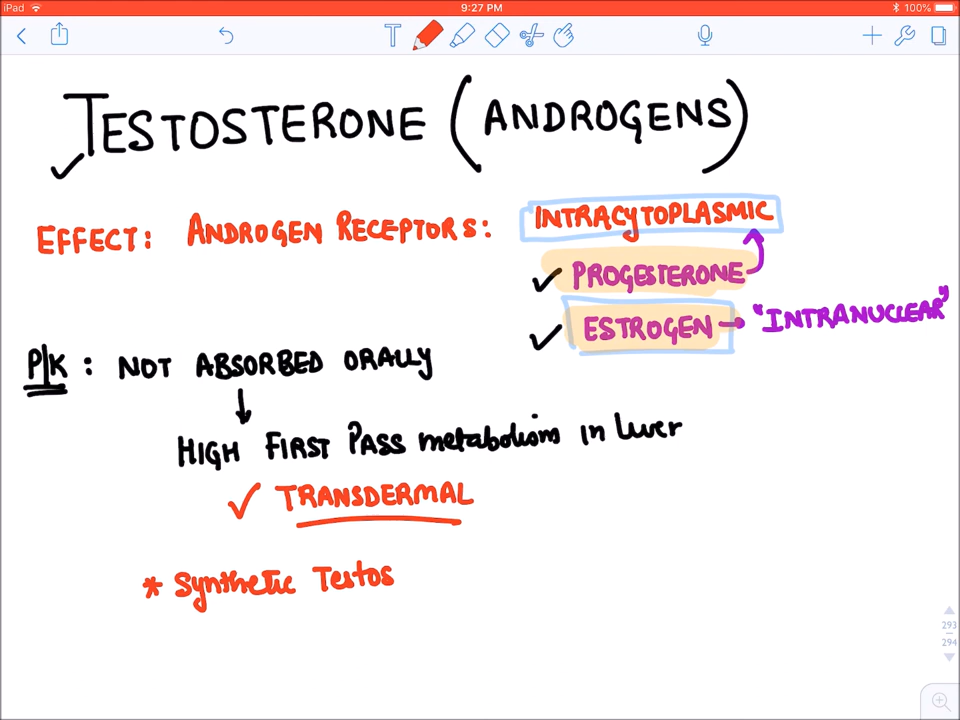 iPad 9:27 PM 100%
T
TESTOSTERONE (ANDROGENS)
EFFECT: ANDROGEN RECEPTORS: INTRACYTOPLASMIC
PROGESTERONE
ESTROGEN → "INTRANUCLEAR"
P|K : NOT ABSORBED ORALLY
↓
HIGH FIRST PASS metabolism in liver
✓ TRANSDERMAL
* Synthetic Testos
293
294